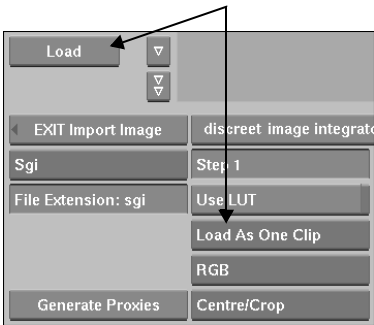 Load
EXIT Import Image
discreet image integrato
Sgi
Step 1
File Extension: sgi
Use LUT
Load As One Clip
RGB
Generate Proxies
Centre/Crop